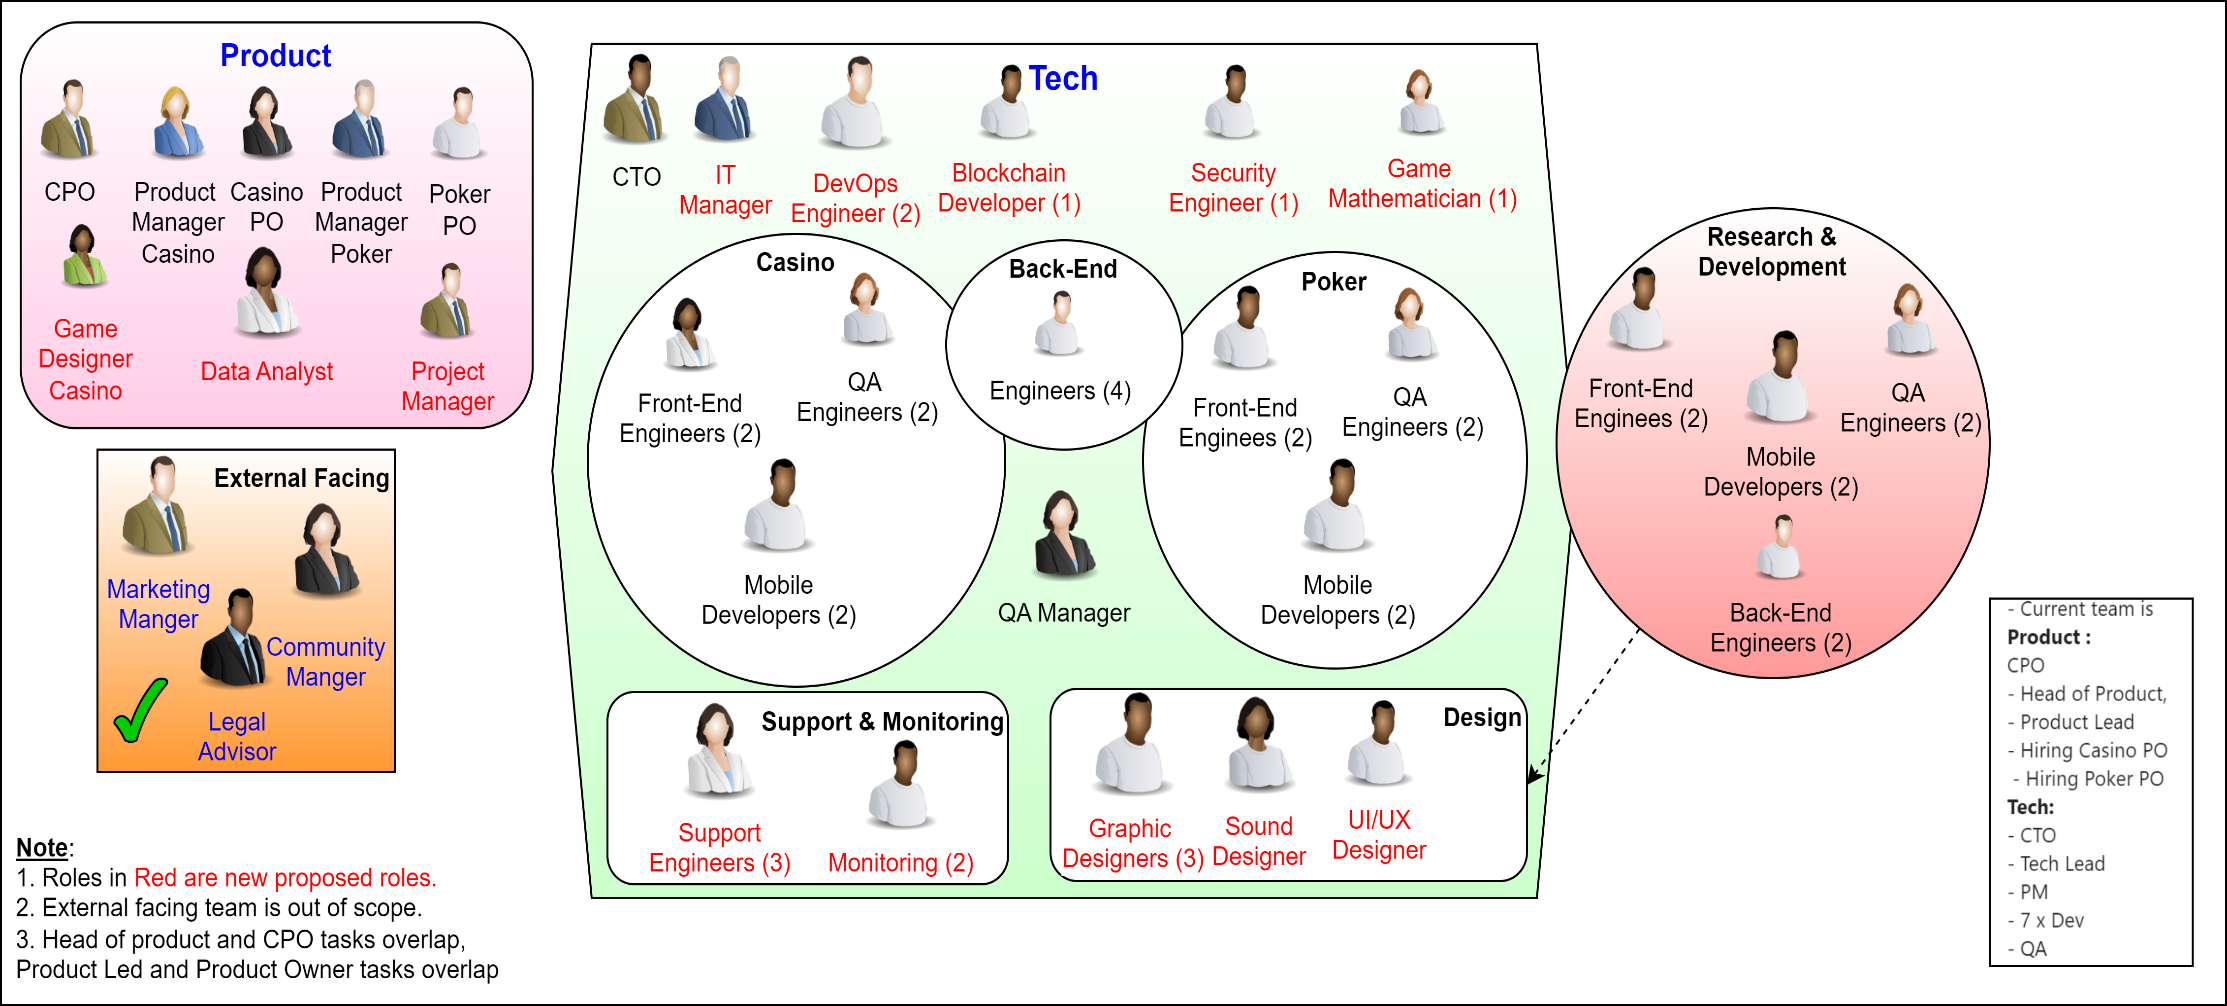 Product
CPO
Product
Manager
Casino
Casino
PO
Product
Manager
Poker
Poker
PO
Game
Designer
Casino
Data Analyst
Project
Manager
External Facing
Marketing
Manger
Community
Manger
Legal
Advisor
Note:
1. Roles in Red are new proposed roles.
2. External facing team is out of scope.
3. Head of product and CPO tasks overlap,
Product Led and Product Owner tasks overlap
Tech
CTO
IT
Manager
DevOps
Engineer (2)
Blockchain
Developer (1)
Security
Engineer (1)
Game
Mathematician (1)
Casino
Front-End
Engineers (2)
QA
Engineers (2)
Mobile
Developers (2)
Back-End
Engineers (4)
QA Manager
Poker
Front-End
Enginees (2)
QA
Engineers (2)
Mobile
Developers (2)
Support & Monitoring
Support
Engineers (3)
Monitoring (2)
Design
Graphic
Designers (3)
Sound
Designer
UI/UX
Designer
Research &
Development
Front-End
Enginees (2)
Mobile
Developers (2)
QA
Engineers (2)
Back-End
Engineers (2)
- Current team is
Product :
CPO
- Head of Product,
- Product Lead
- Hiring Casino PO
- Hiring Poker PO
Tech:
- CTO
- Tech Lead
- PM
- 7 x Dev
- QA